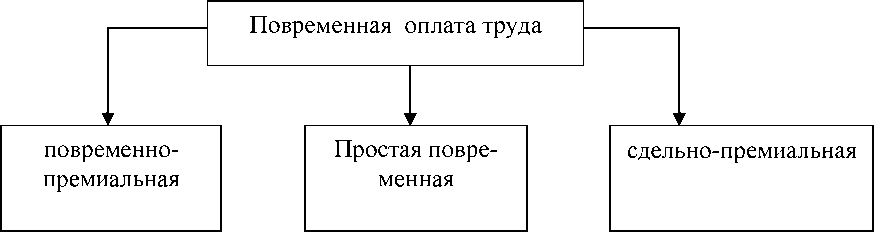 Повременная оплата труда
повременно-
премиальная
Простая повре-
менная
сдельно-премиальная